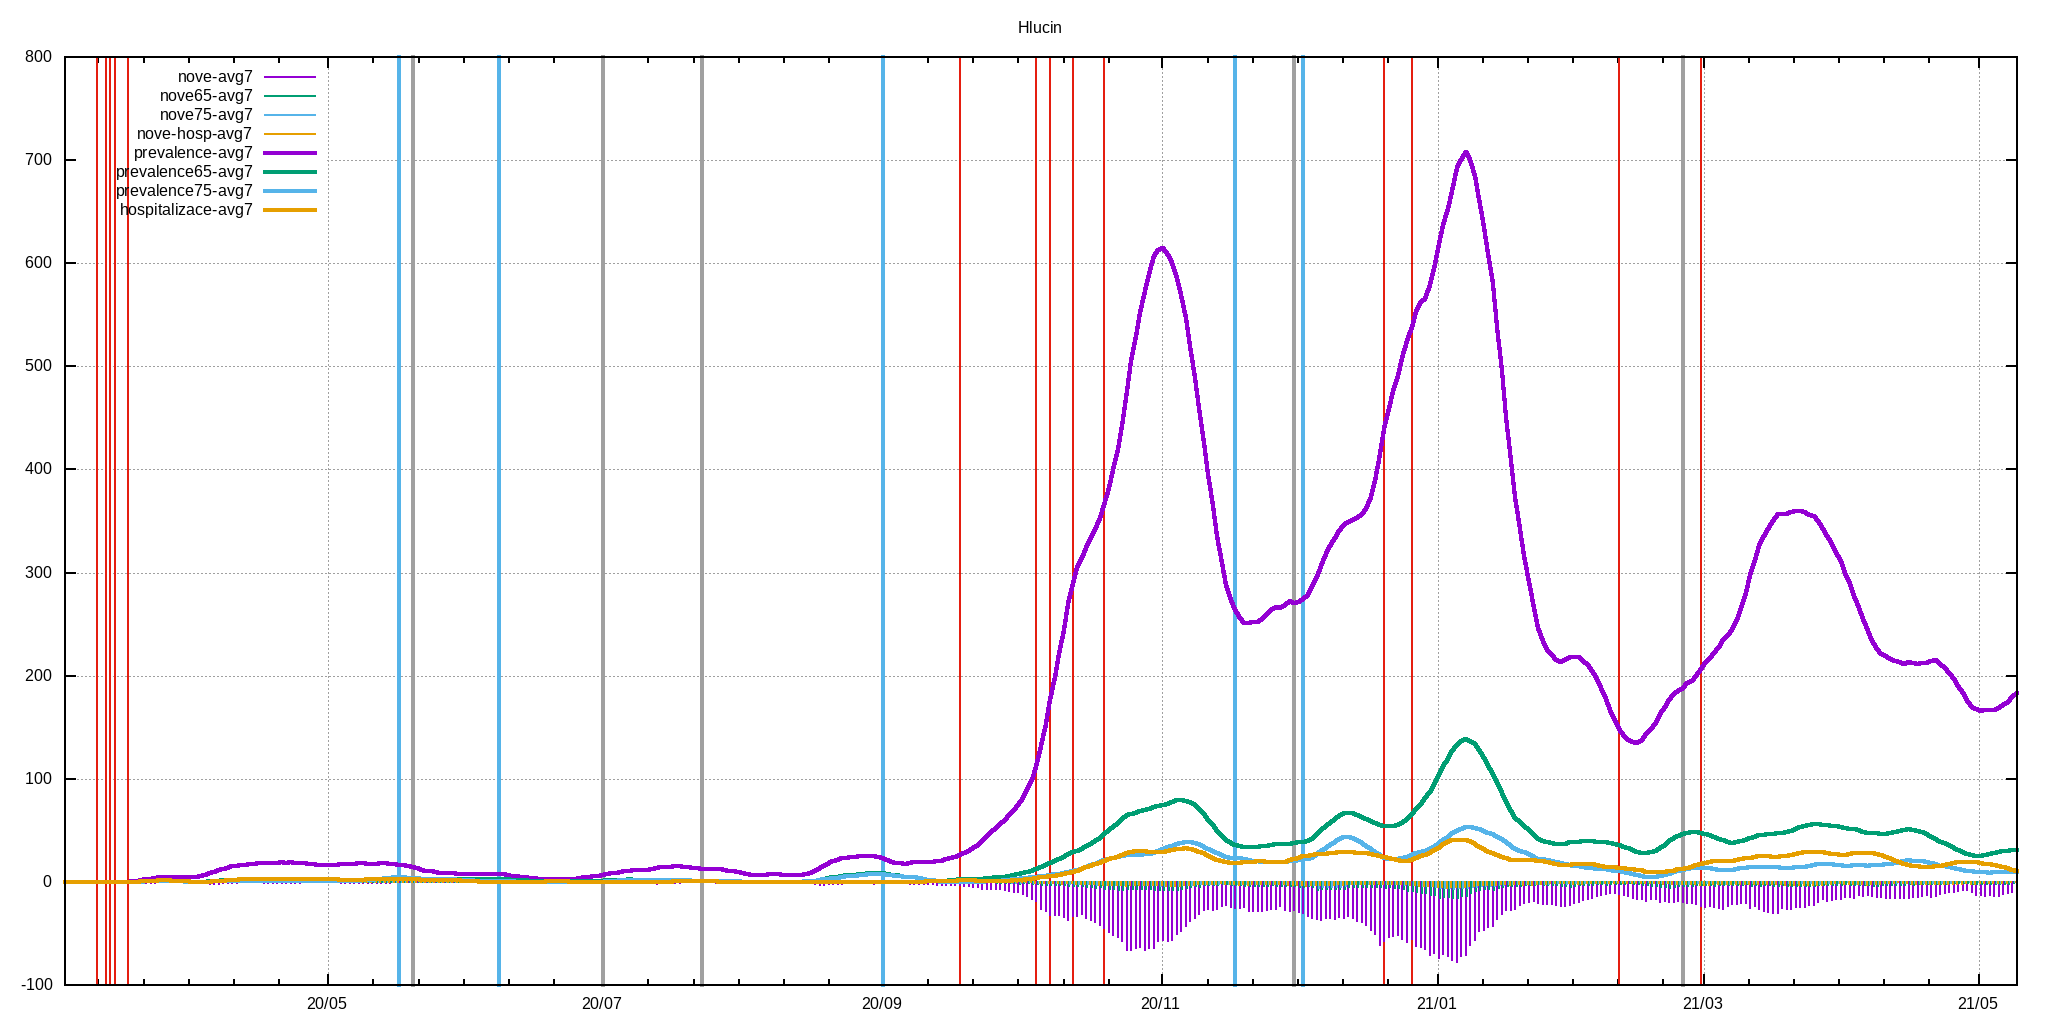 Hlucin
800
700
600
500
400
300
200
100
0
-100
nove-avg7
nove65-avg7
nove75-avg7
nove-hosp-avg7
prevalence-avg7
prevalence65-avg7
prevalence75-avg7
hospitalizace-avg7
20/05 20/07 20/09 20/11 21/01 21/03 21/05